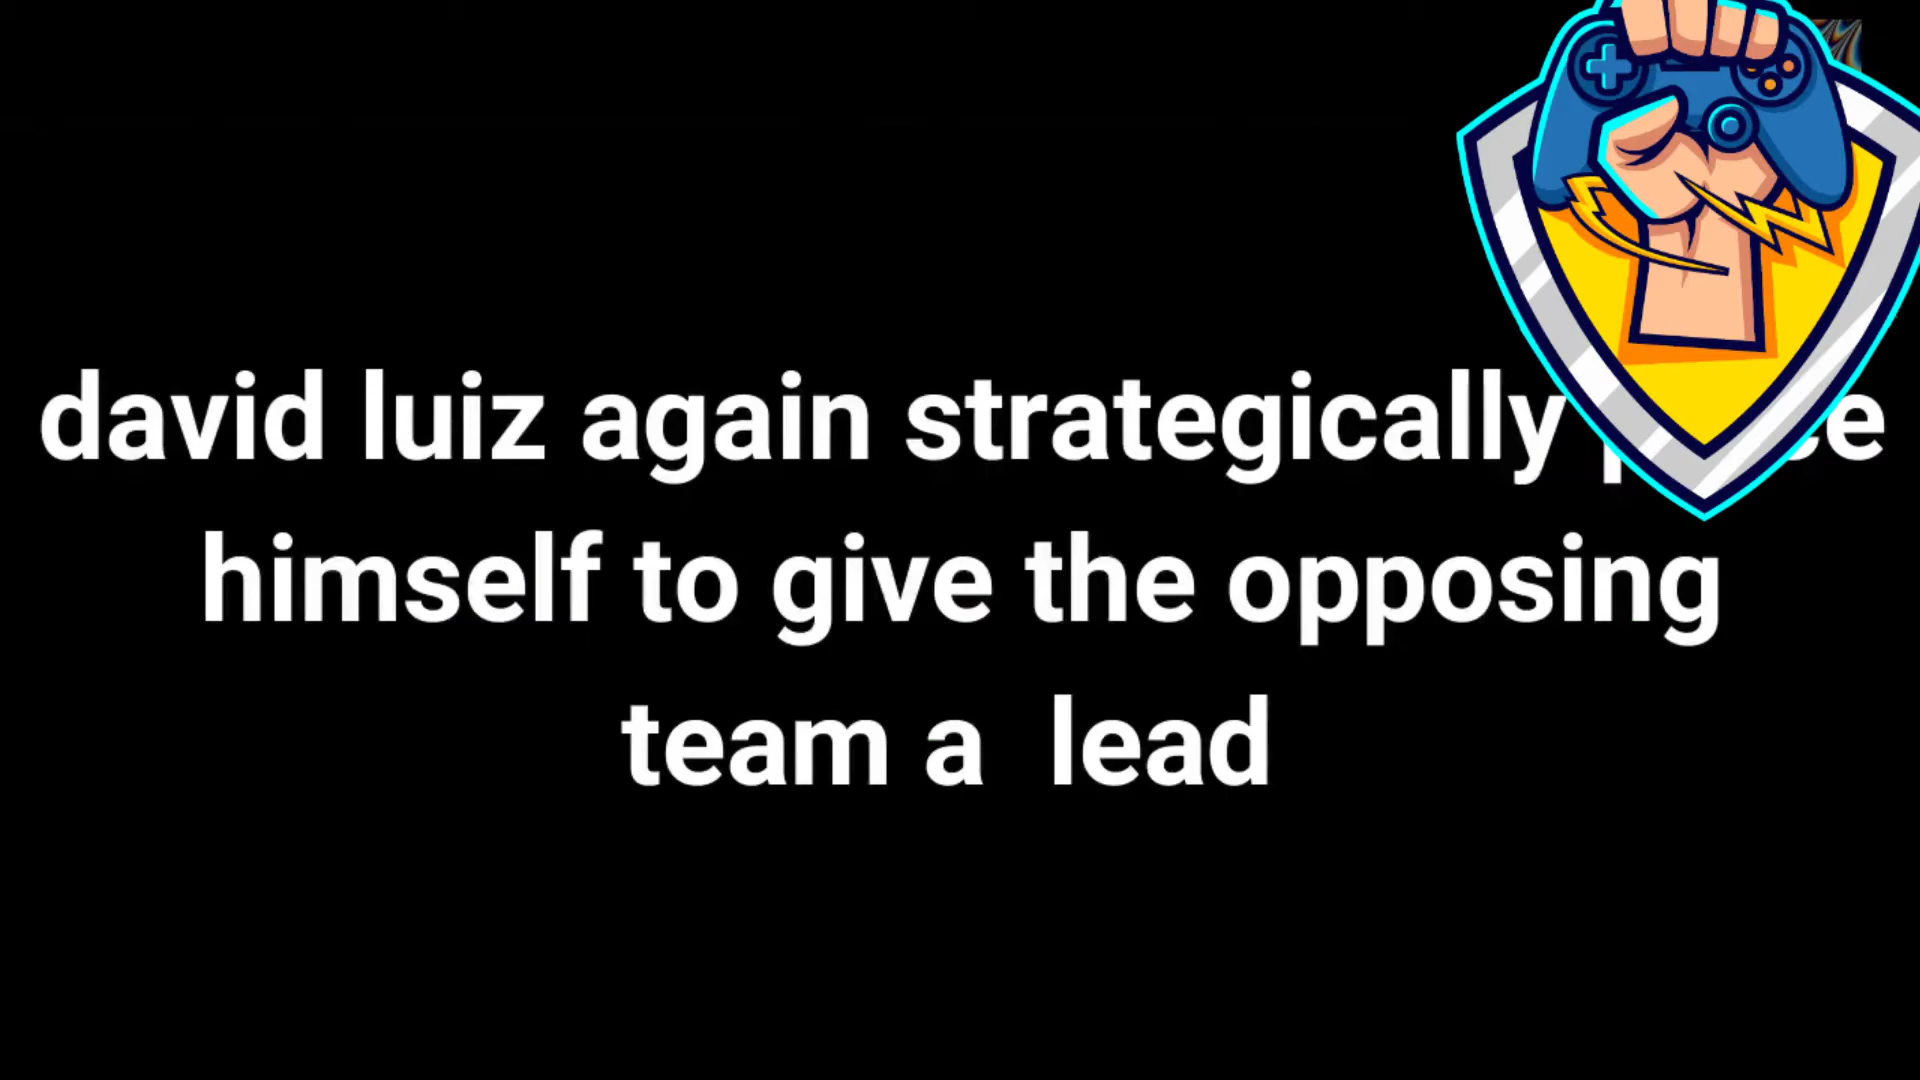 david luiz again strategically
himself to give the opposing
team a  lead